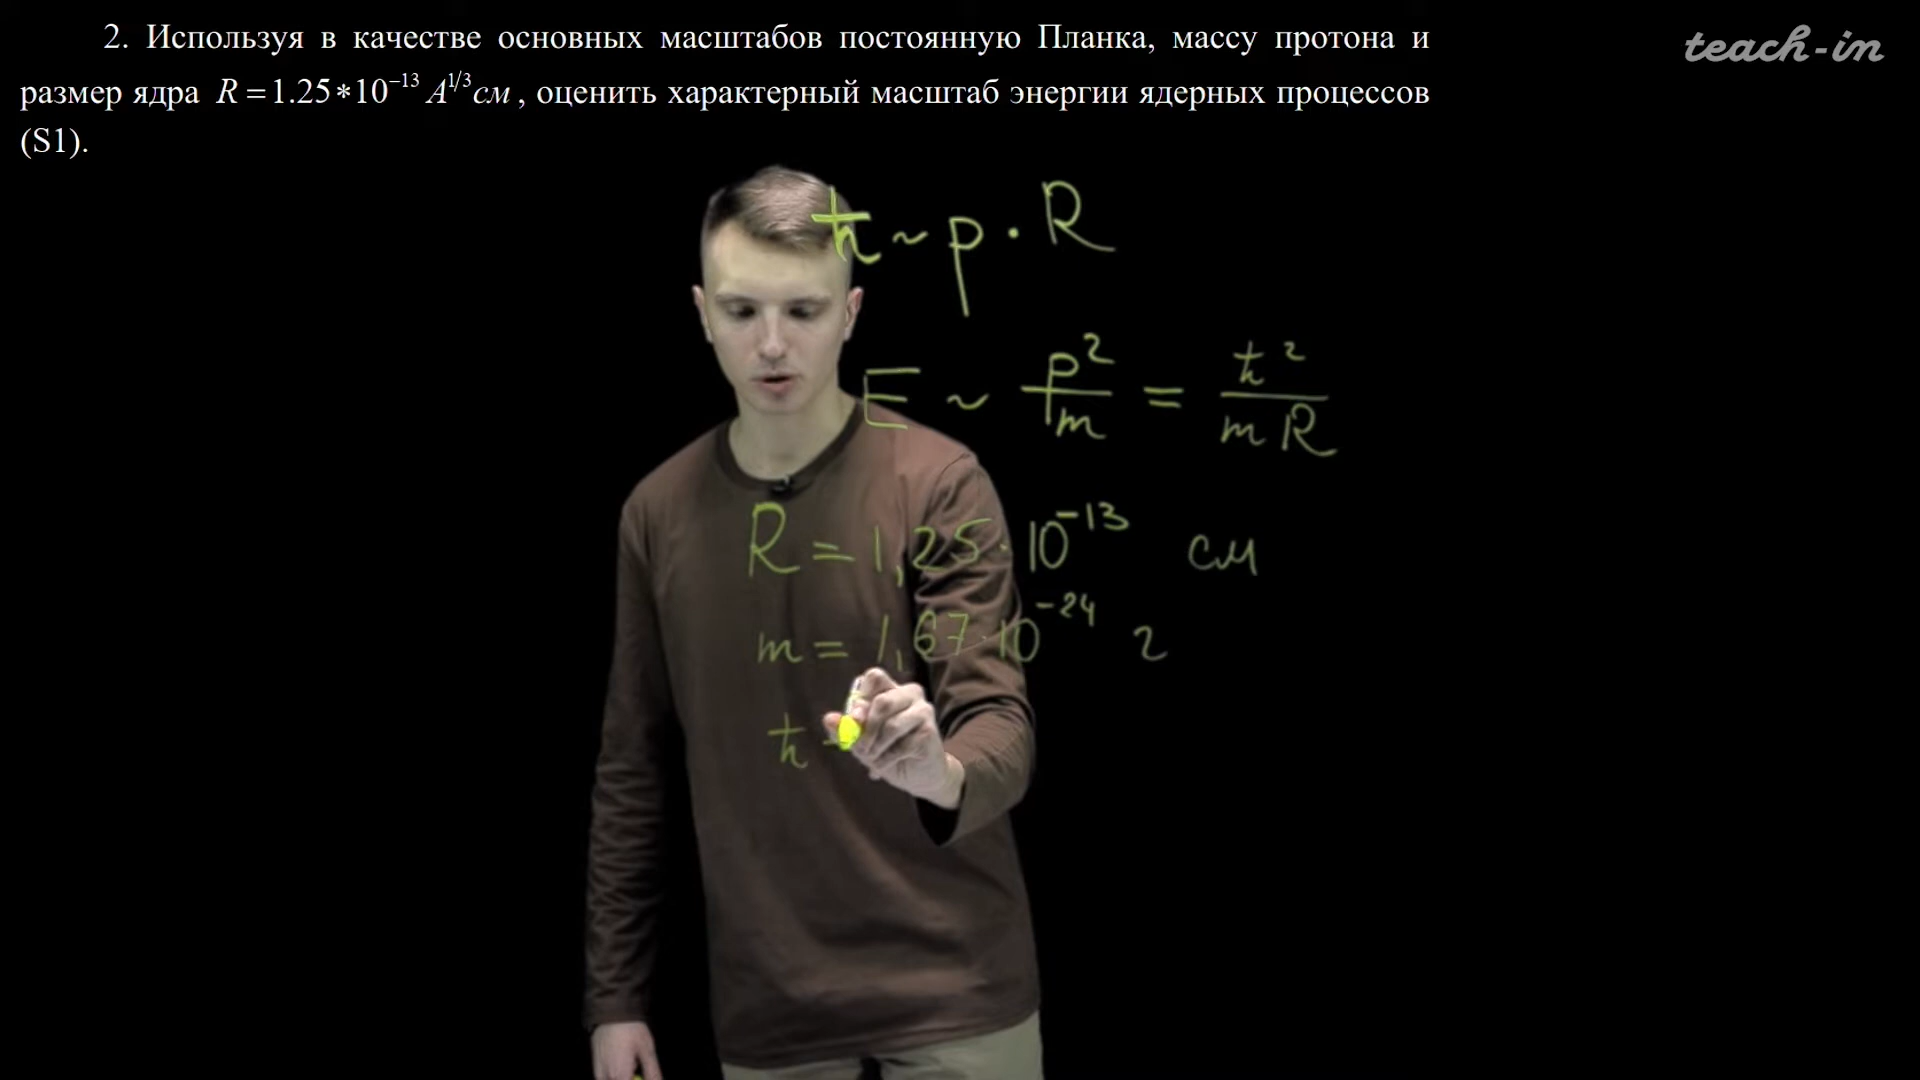 2. Используя в качестве основных масштабов постоянную Планка, массу протона и
размер ядра R = 1.25*10⁻¹³ A^{1/3} см, оценить характерный масштаб энергии ядерных процессов
(S1).
teach-in
ħ ~ p · R
E ~ p²/m = ħ²/mR
R = 1,25 · 10⁻¹³ см
m = 1,67 · 10⁻²⁴ г
ħ